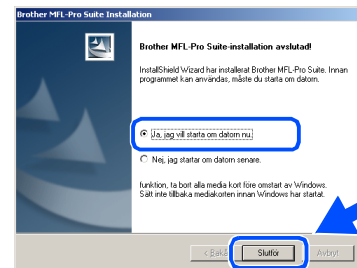 Brother MFL-Pro Suite Installation
Brother MFL-Pro Suite-installation avslutad!
InstallShield Wizard har installerat Brother MFL-Pro Suite. Innan
programmet kan användas, måste du starta om datorn.
Ja, jag vill starta om datorn nu.
Nej, jag startar om datorn senare.
funktion, ta bort alla media kort före omstart av Windows.
Sätt inte tillbaka mediakorten innan Windows har startat.
< Bakå
Slutför
Avbryt